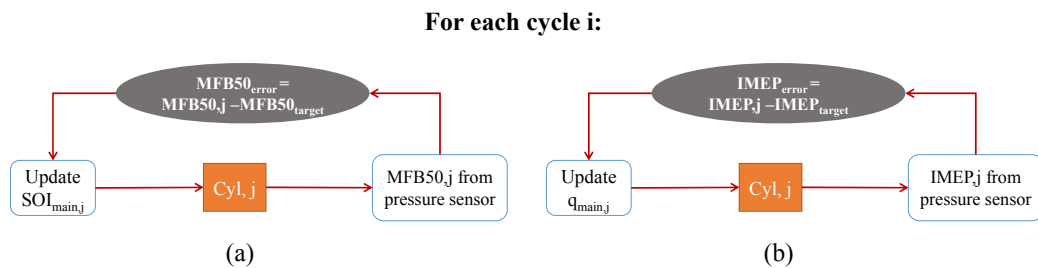 For each cycle i:
MFB50error =
MFB50,j –MFB50target
Update
SOImain,j
Cyl, j
MFB50,j from
pressure sensor
(a)
IMEPerror =
IMEP,j –IMEPtarget
Update
qmain,j
Cyl, j
IMEP,j from
pressure sensor
(b)